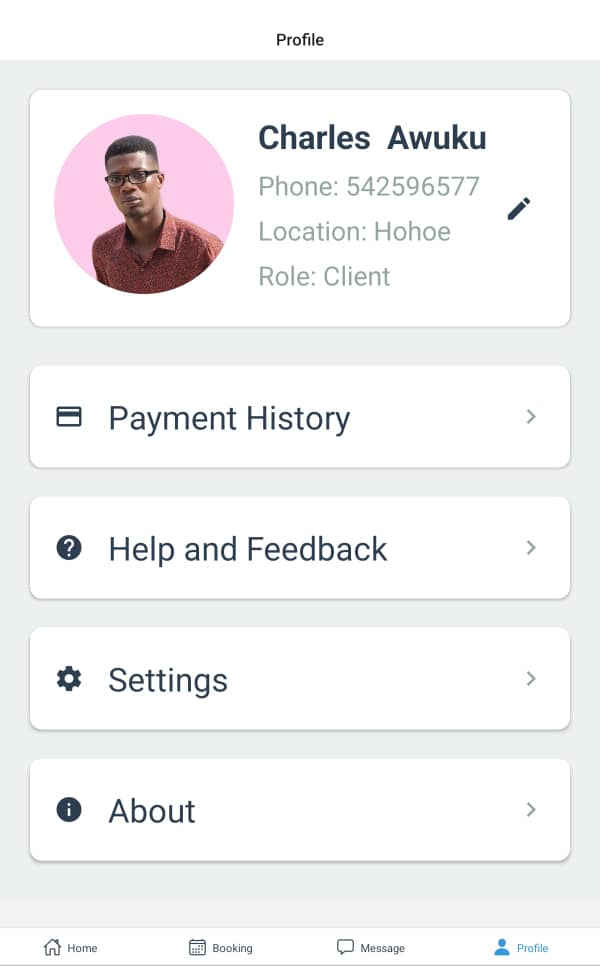 Profile
Charles Awuku
Phone: 542596577
Location: Hohoe
Role: Client
Payment History
Help and Feedback
Settings
About
Home Booking Message Profile